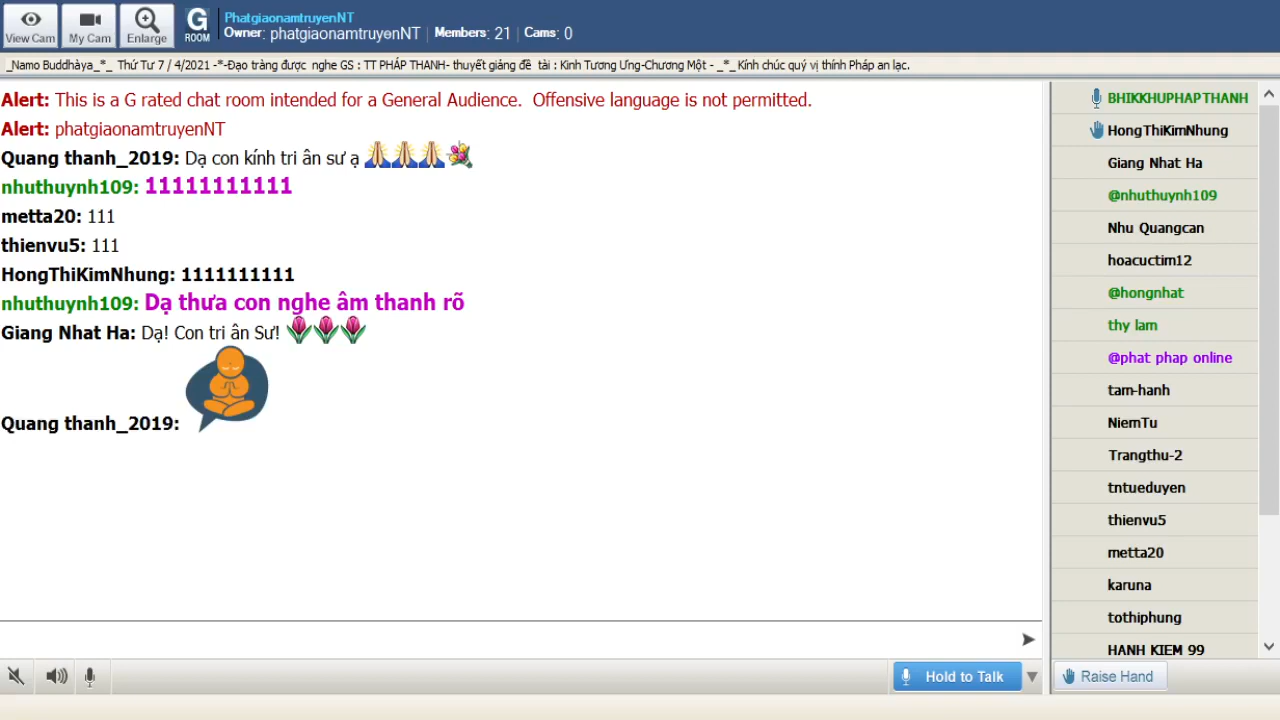 View Cam
My Cam
Enlarge
G
ROOM
PhatgiaonamtruyenNT
Owner: phatgiaonamtruyenNT | Members: 21 | Cams: 0
_Namo Buddhàya_*_ Thứ Tư 7 / 4/2021 -*-Đạo tràng được nghe GS : TT PHÁP THANH- thuyết giảng đề tài : Kinh Tương Ưng-Chương Một - _*_ Kính chúc quý vị thính Pháp an lạc.
Alert: This is a G rated chat room intended for a General Audience. Offensive language is not permitted.
Alert: phatgiaonamtruyenNT
Quang thanh_2019: Dạ con kính tri ân sư ạ
nhuthuynh109: 11111111111
metta20: 111
thienvu5: 111
HongThiKimNhung: 1111111111
nhuthuynh109: Dạ thưa con nghe âm thanh rõ
Giang Nhat Ha: Dạ! Con tri ân Sư!
Quang thanh_2019:
BHIKKHUPHAPTHANH
HongThiKimNhung
Giang Nhat Ha
@nhuthuynh109
Nhu Quangcan
hoacuctim12
@hongnhat
thy lam
@phat phap online
tam-hanh
NiemTu
Trangthu-2
tntueduyen
thienvu5
metta20
karuna
tothiphung
HANH KIEM 99
Hold to Talk
Raise Hand